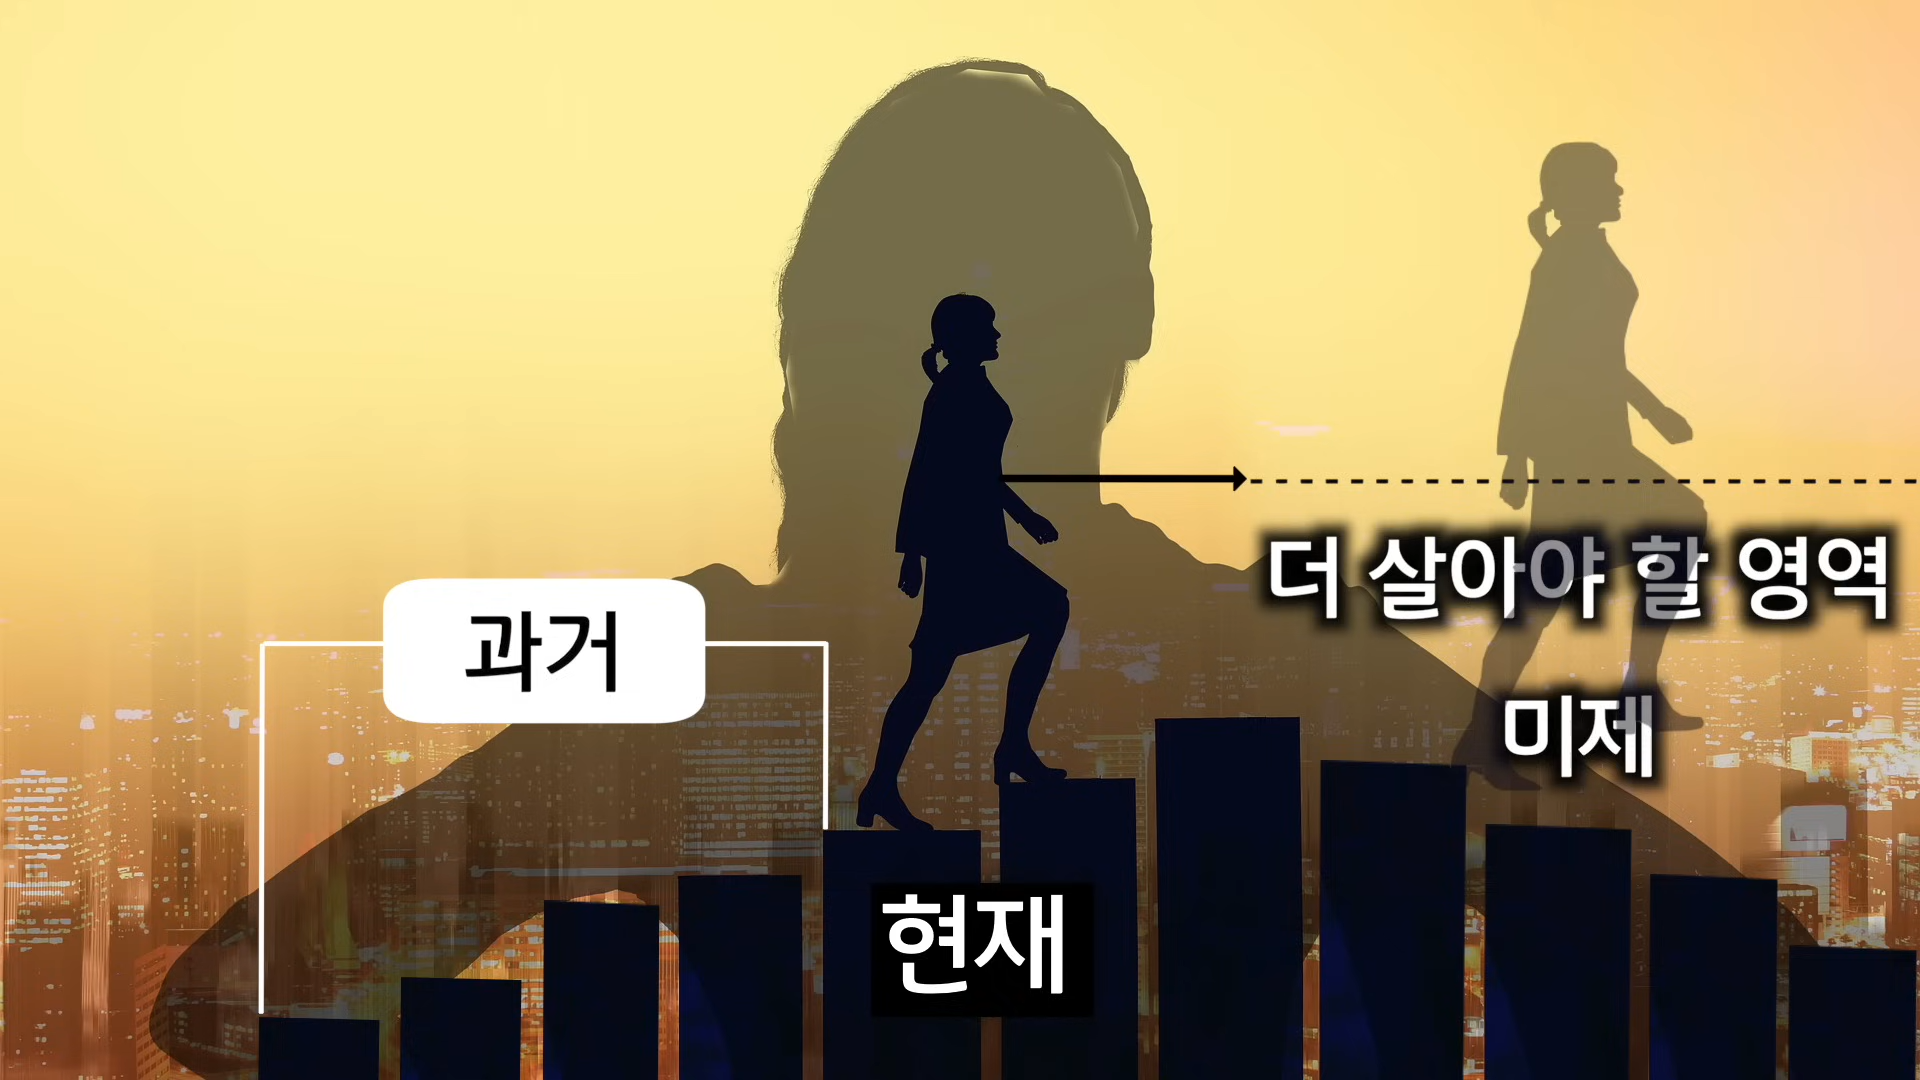 과거
현재
더 살아야 할 영역
미제